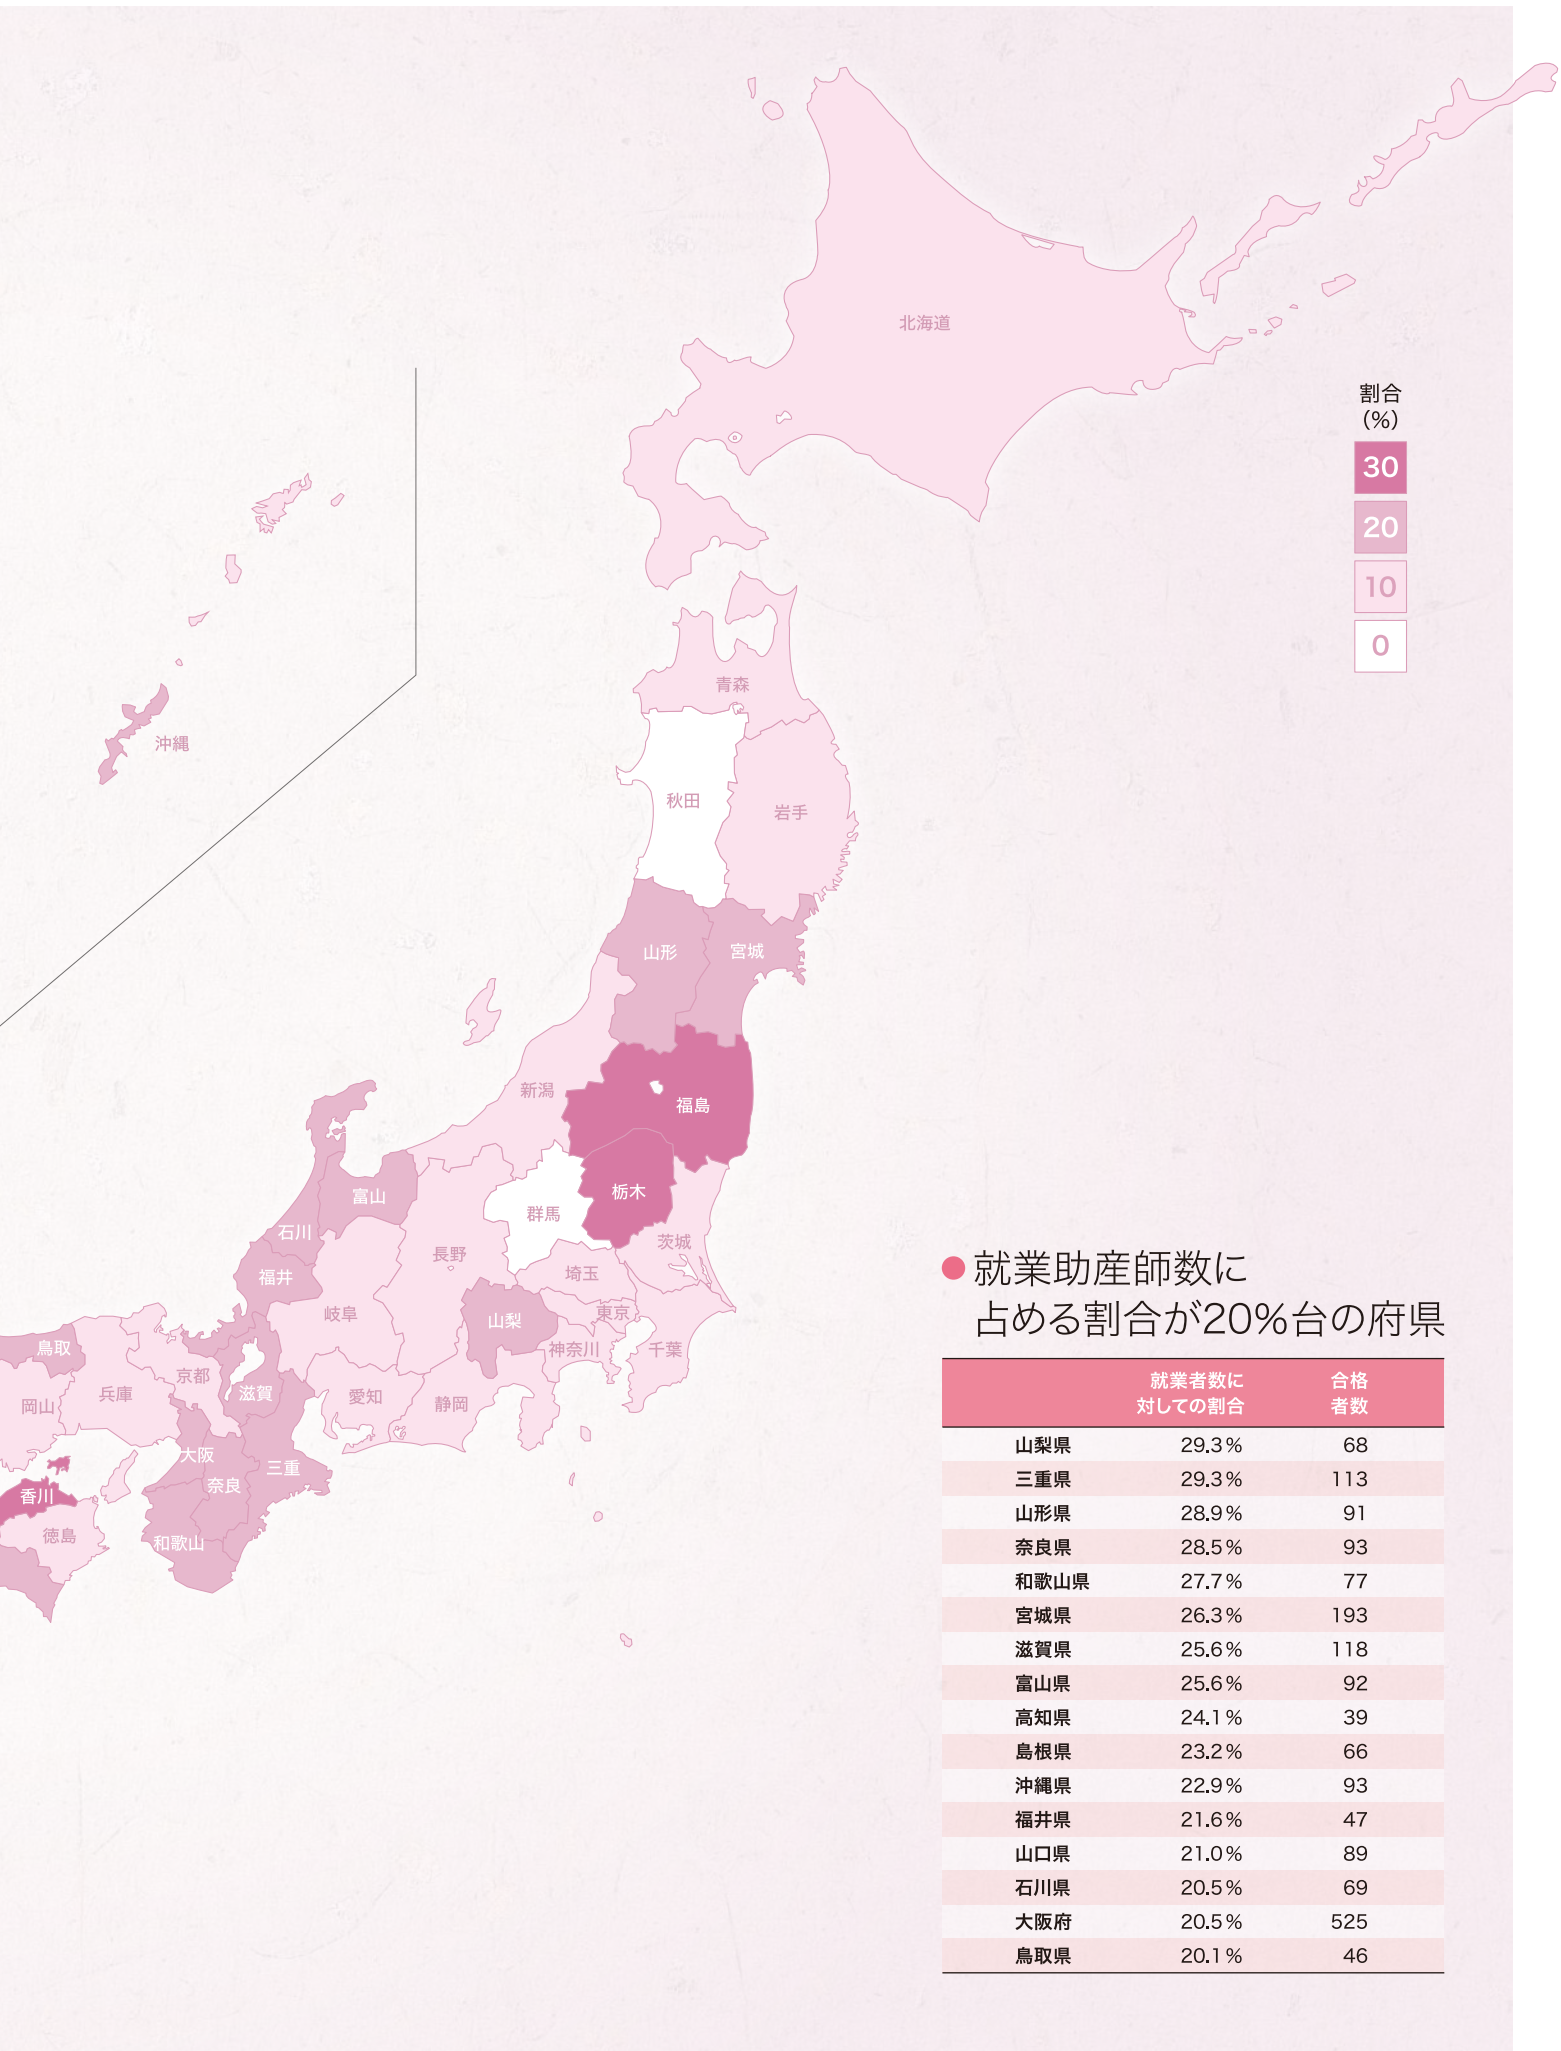 北海道
割合
（%）
30
20
10
0
青森
沖縄
秋田
岩手
山形
宮城
新潟
福島
富山
栃木
群馬
石川
茨城
長野
福井
埼玉
岐阜
山梨
東京
鳥取
神奈川
千葉
京都
兵庫
滋賀
愛知
静岡
岡山
大阪
三重
奈良
香川
徳島
和歌山
●就業助産師数に
占める割合が20%台の府県
就業者数に 合格
対しての割合 者数
山梨県 29.3% 68
三重県 29.3% 113
山形県 28.9% 91
奈良県 28.5% 93
和歌山県 27.7% 77
宮城県 26.3% 193
滋賀県 25.6% 118
富山県 25.6% 92
高知県 24.1% 39
島根県 23.2% 66
沖縄県 22.9% 93
福井県 21.6% 47
山口県 21.0% 89
石川県 20.5% 69
大阪府 20.5% 525
鳥取県 20.1% 46